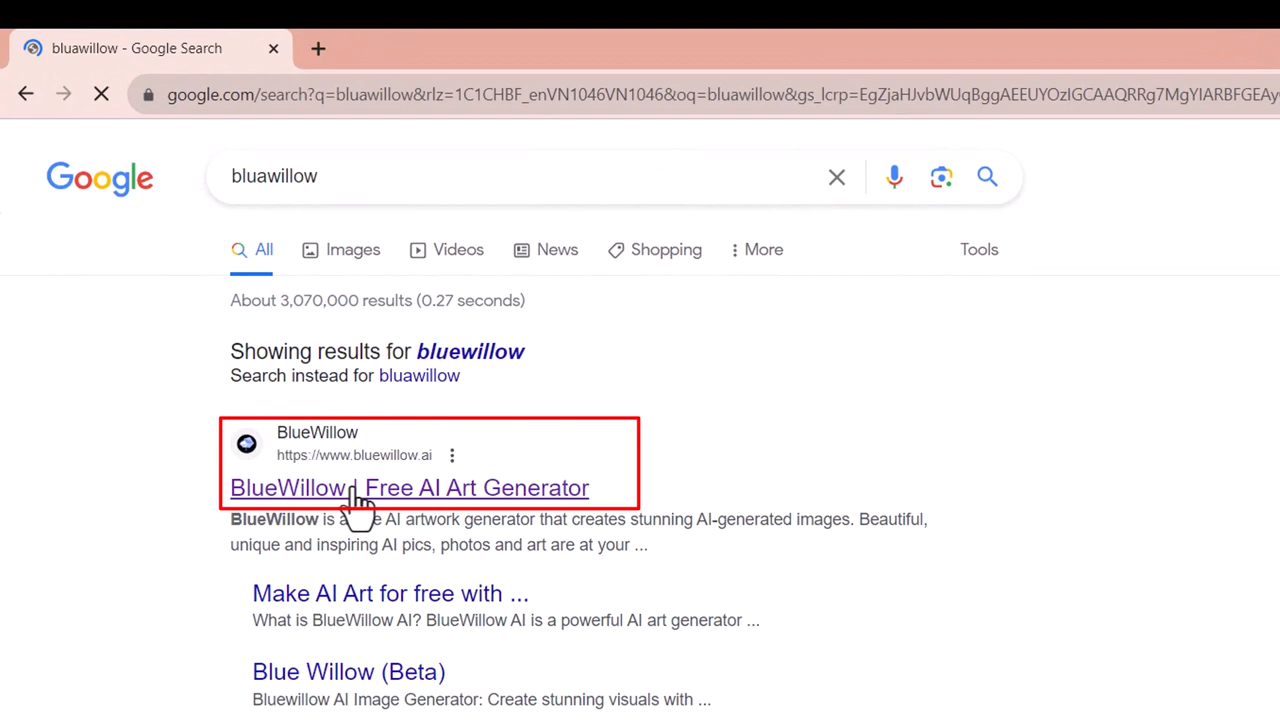 bluawillow - Google Search
google.com/search?q=bluawillow&rlz=1C1CHBF_enVN1046VN1046&oq=bluawillow&gs_lcrp=EgZjaHJvbWUqBggAEEUYOzIGCAAQRRg7MgYIARBFGEAy
Google
bluawillow
All Images Videos News Shopping More Tools
About 3,070,000 results (0.27 seconds)
Showing results for bluewillow
Search instead for bluawillow
BlueWillow
https://www.bluewillow.ai
BlueWillow | Free AI Art Generator
BlueWillow is a free AI artwork generator that creates stunning AI-generated images. Beautiful,
unique and inspiring AI pics, photos and art are at your ...
Make AI Art for free with ...
What is BlueWillow AI? BlueWillow AI is a powerful AI art generator ...
Blue Willow (Beta)
Bluewillow AI Image Generator: Create stunning visuals with ...